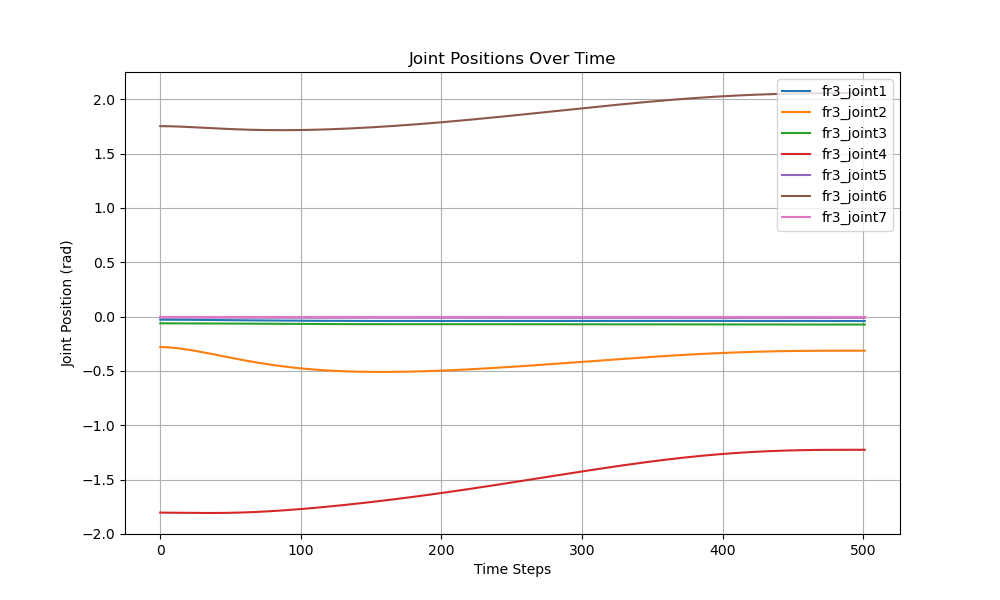 Joint Positions Over Time
Joint Position (rad)
2.0
1.5
1.0
0.5
0.0
−0.5
−1.0
−1.5
−2.0
fr3_joint1
fr3_joint2
fr3_joint3
fr3_joint4
fr3_joint5
fr3_joint6
fr3_joint7
0
100
200
300
400
500
Time Steps